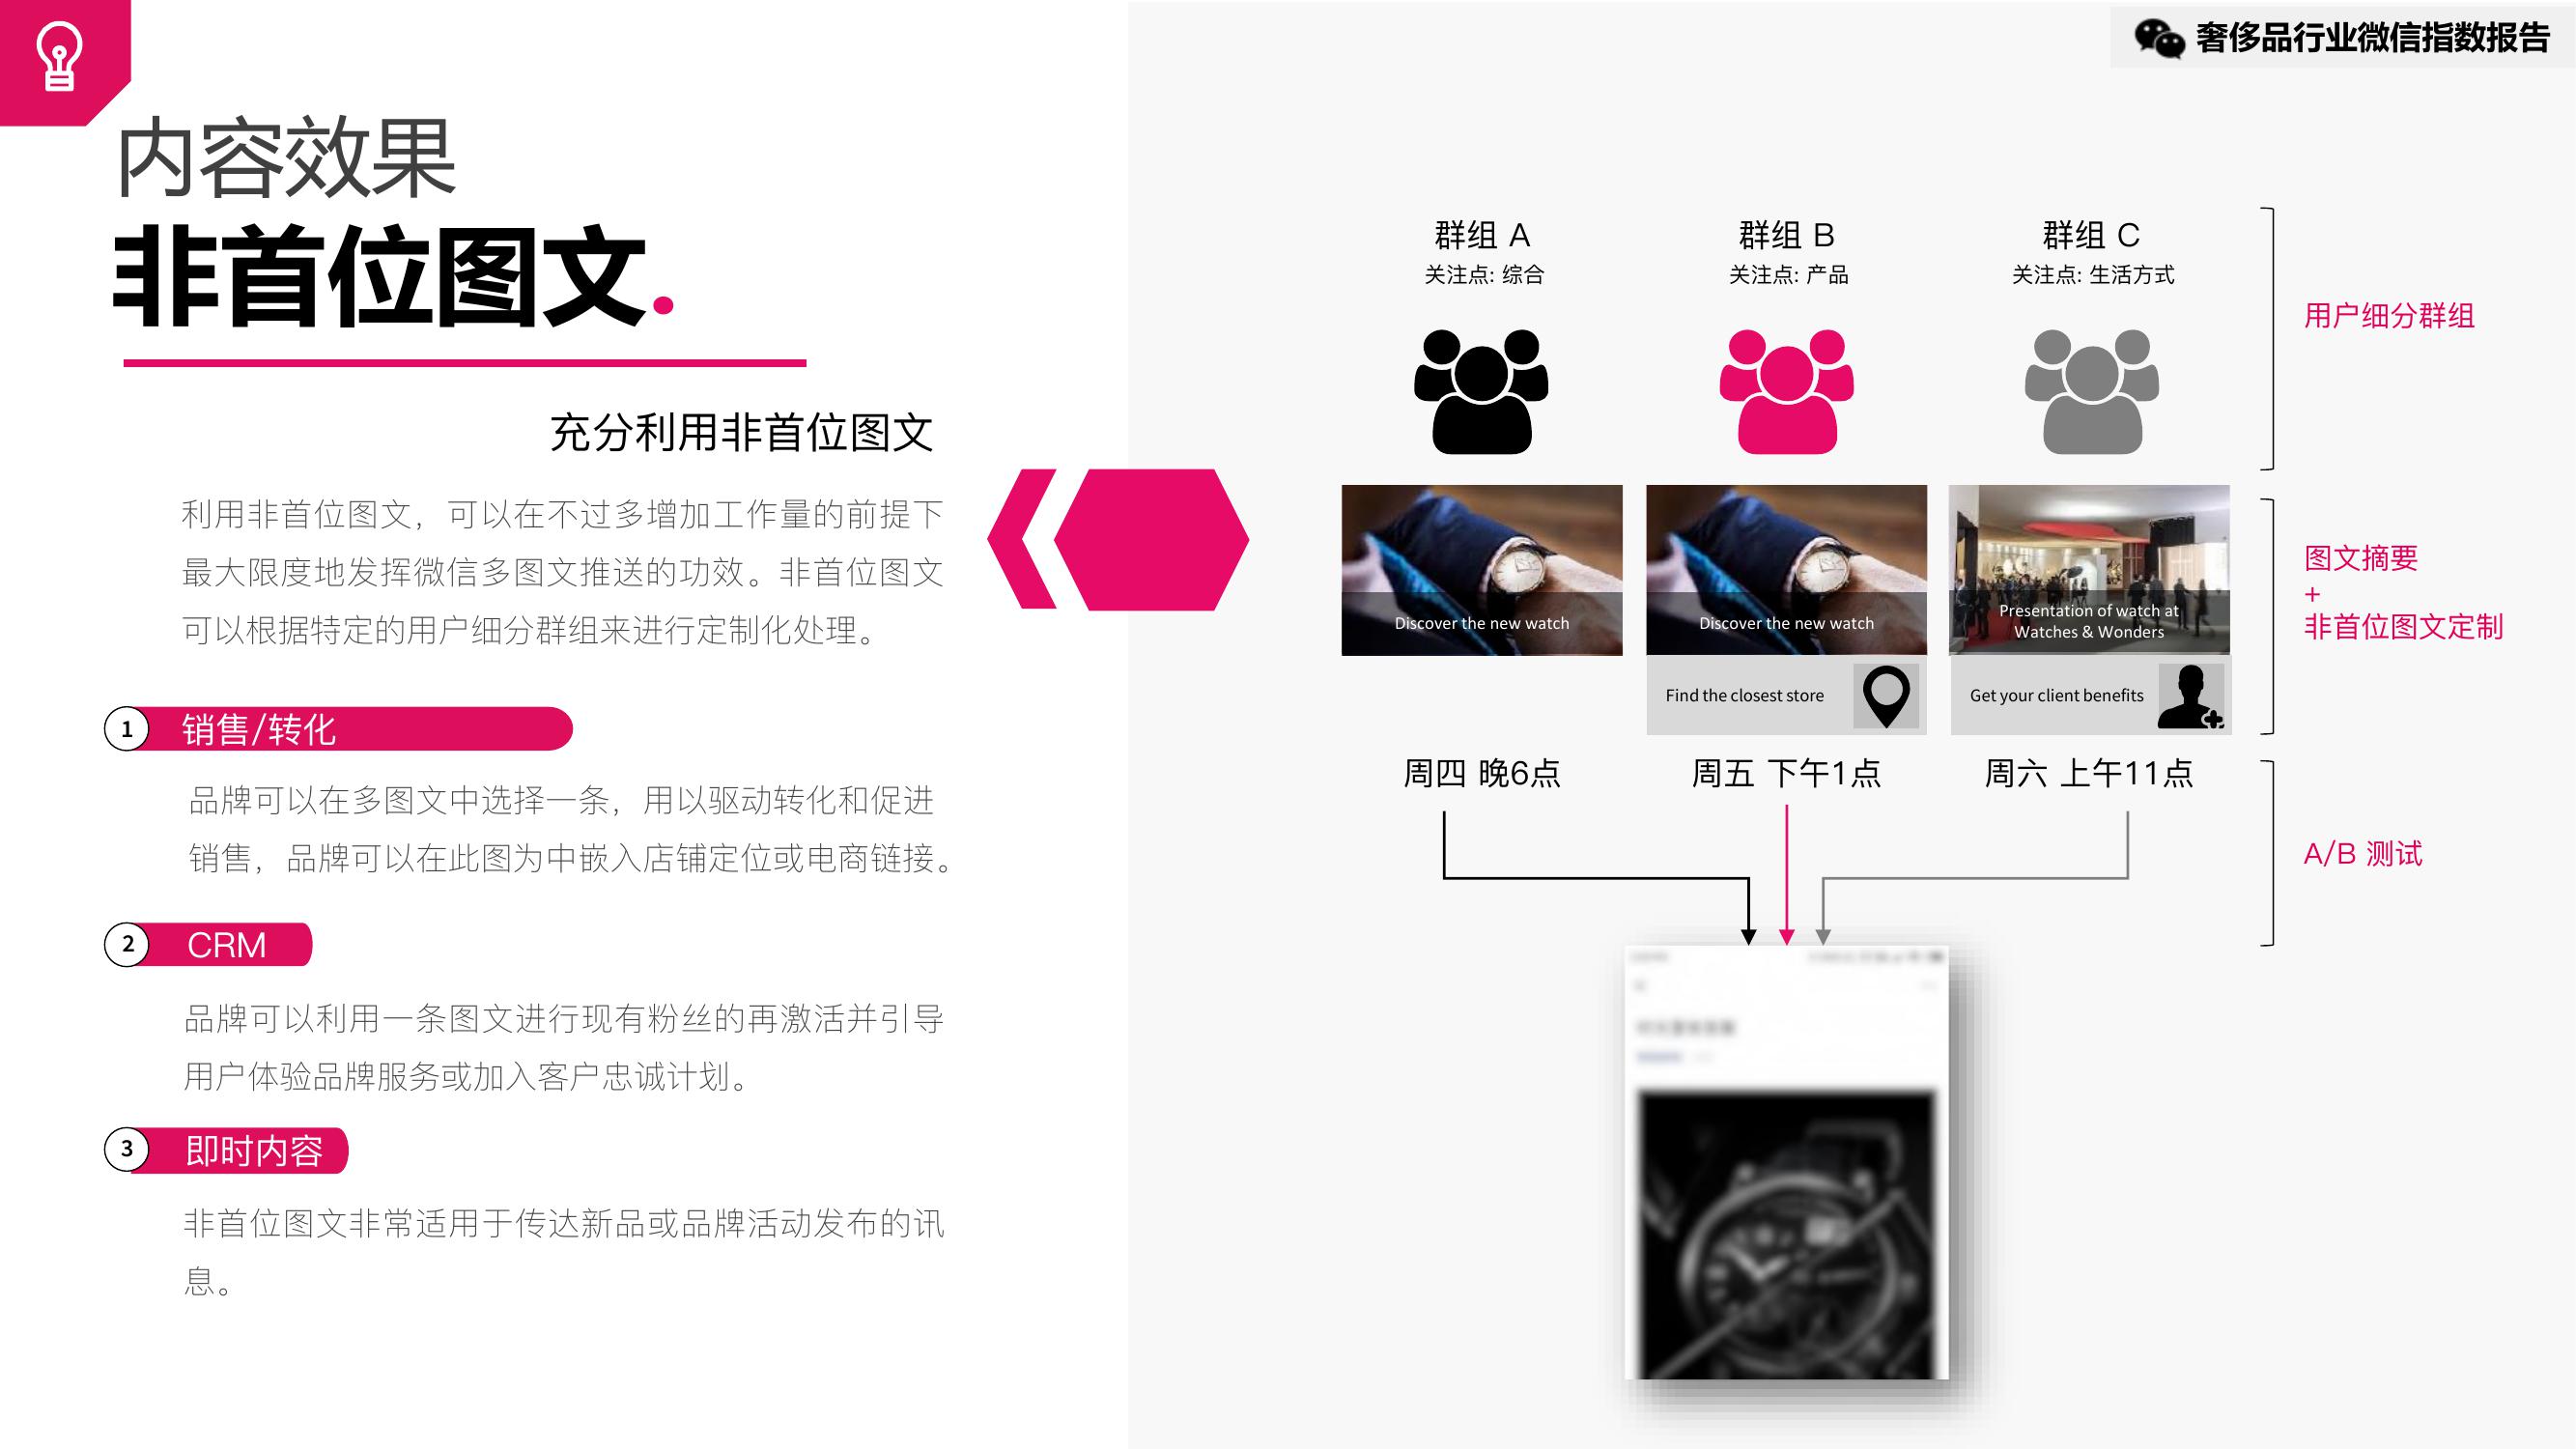 奢侈品行业微信指数报告
内容效果
非首位图文.
充分利用非首位图文
利用非首位图文，可以在不过多增加工作量的前提下
最大限度地发挥微信多图文推送的功效。非首位图文
可以根据特定的用户细分群组来进行定制化处理。
1 销售/转化
品牌可以在多图文中选择一条，用以驱动转化和促进
销售，品牌可以在此图为中嵌入店铺定位或电商链接。
2 CRM
品牌可以利用一条图文进行现有粉丝的再激活并引导
用户体验品牌服务或加入客户忠诚计划。
3 即时内容
非首位图文非常适用于传达新品或品牌活动发布的讯
息。
群组 A
关注点: 综合
群组 B
关注点: 产品
群组 C
关注点: 生活方式
用户细分群组
Discover the new watch
Discover the new watch
Presentation of watch at
Watches & Wonders
Find the closest store
Get your client benefits
图文摘要
+
非首位图文定制
周四 晚6点
周五 下午1点
周六 上午11点
A/B 测试